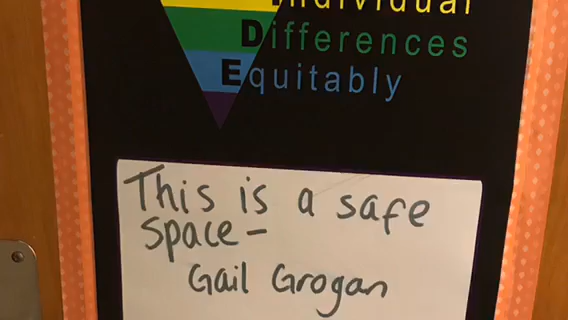 Individual
Differences
Equitably
This is a safe
space-
Gail Grogan